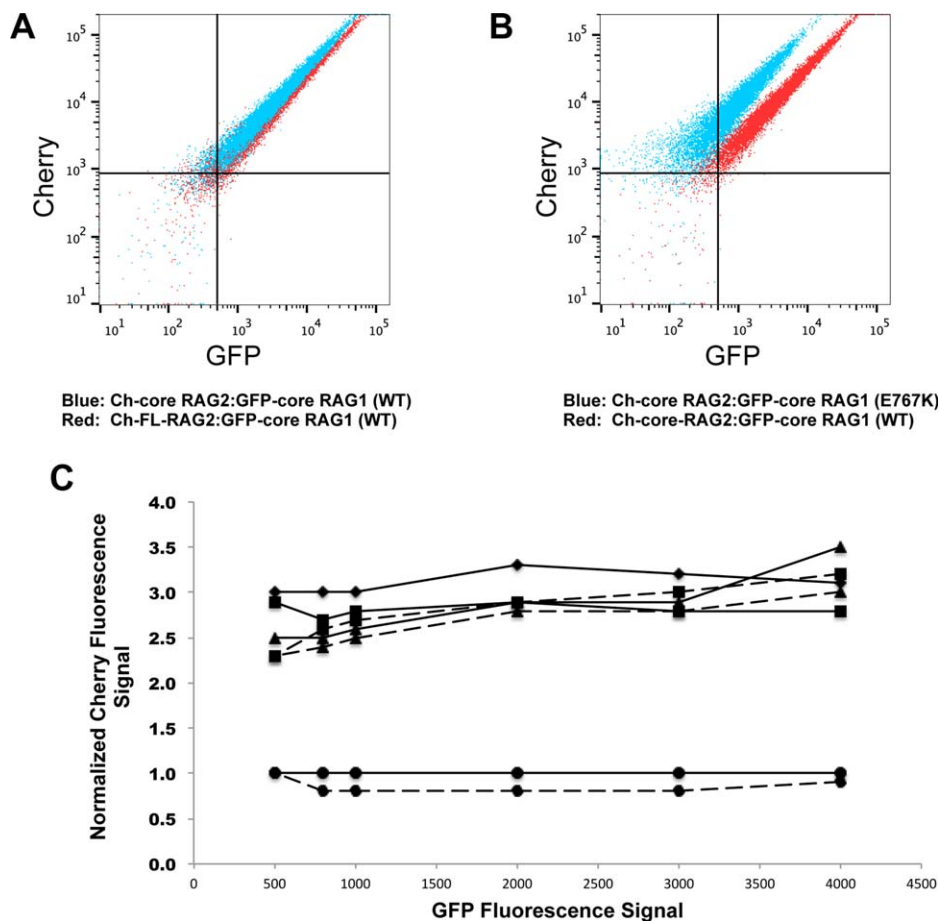 A
B
10^5
10^4
10^3
10^2
10^1
Cherry
10^1 10^2 10^3 10^4 10^5
GFP
10^5
10^4
10^3
10^2
10^1
Cherry
10^1 10^2 10^3 10^4 10^5
GFP
Blue: Ch-core RAG2:GFP-core RAG1 (WT)
Red: Ch-FL-RAG2:GFP-core RAG1 (WT)
Blue: Ch-core RAG2:GFP-core RAG1 (E767K)
Red: Ch-core-RAG2:GFP-core RAG1 (WT)
C
Normalized Cherry Fluorescence
Signal
4.0
3.5
3.0
2.5
2.0
1.5
1.0
0.5
0.0
0 500 1000 1500 2000 2500 3000 3500 4000 4500
GFP Fluorescence Signal